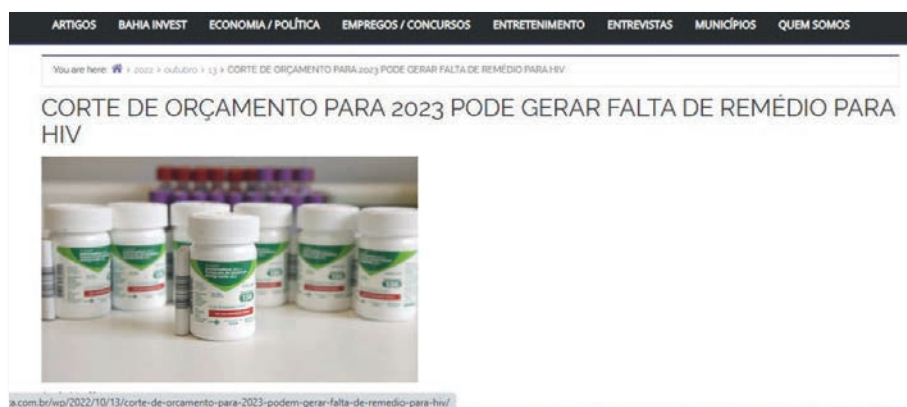 ARTIGOS BAHIA INVEST ECONOMIA / POLÍTICA EMPREGOS / CONCURSOS ENTRETENIMENTO ENTREVISTAS MUNICÍPIOS QUEM SOMOS
You are here: > 2022 > outubro > 13 > CORTE DE ORÇAMENTO PARA 2023 PODE GERAR FALTA DE REMÉDIO PARA HIV
CORTE DE ORÇAMENTO PARA 2023 PODE GERAR FALTA DE REMÉDIO PARA
HIV
ta.com.br/wp/2022/10/13/corte-de-orcamento-para-2023-podem-gerar-falta-de-remedio-para-hiv/